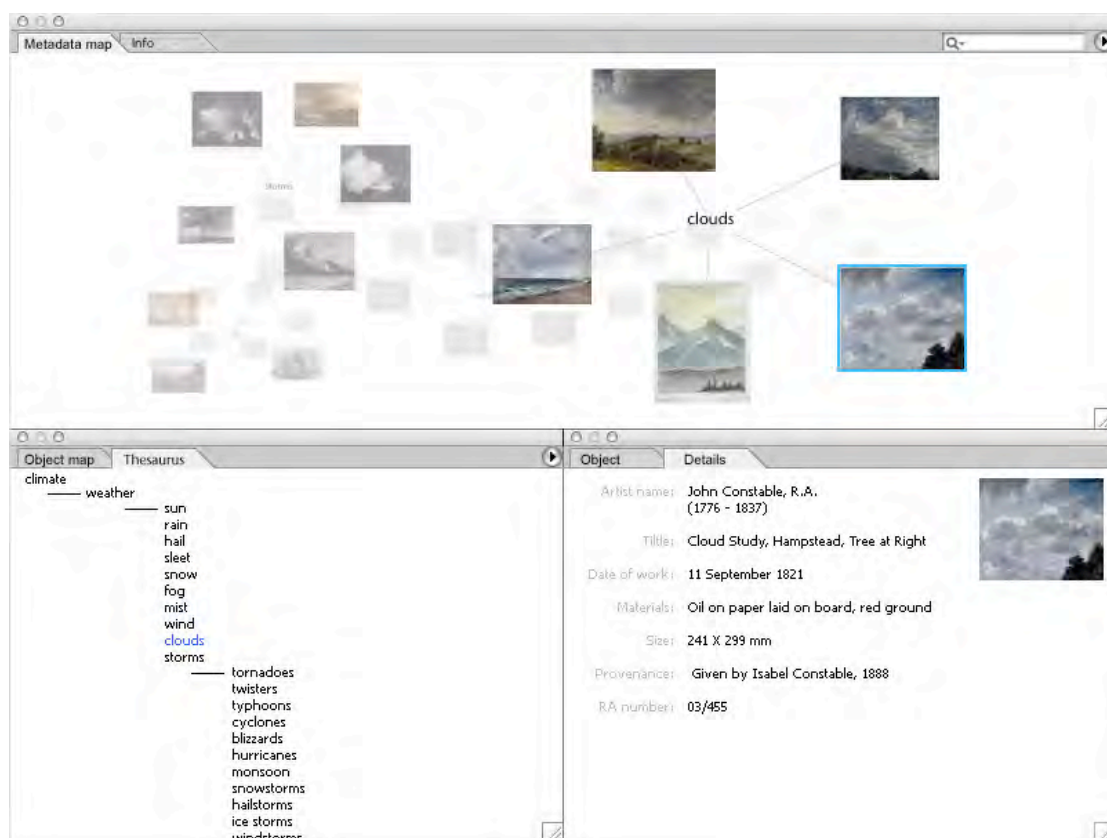 Metadata map
Info
storms
clouds
Object map
Thesaurus
climate
weather
sun
rain
hail
sleet
snow
fog
mist
wind
clouds
storms
tornadoes
twisters
typhoons
cyclones
blizzards
hurricanes
monsoon
snowstorms
hailstorms
ice storms
windstorms
Object
Details
Artist name: John Constable, R.A.
(1776 - 1837)
Tiltle: Cloud Study, Hampstead, Tree at Right
Date of work: 11 September 1821
Materials: Oil on paper laid on board, red ground
Size: 241 X 299 mm
Provenance: Given by Isabel Constable, 1888
RA number: 03/455